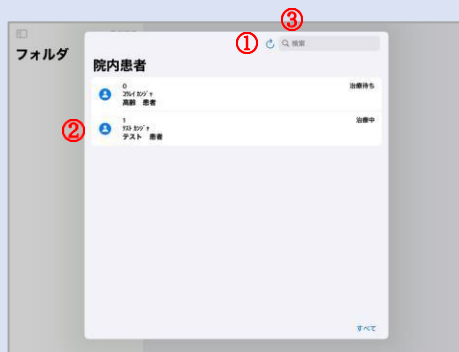 ③
① 検索
フォルダ
院内患者
0
治療待ち
ｺｳﾚｲ ｶﾝｼﾞｬ
高齢 患者
②
1
治療中
ﾃｽﾄ ｶﾝｼﾞｬ
テスト 患者
すべて